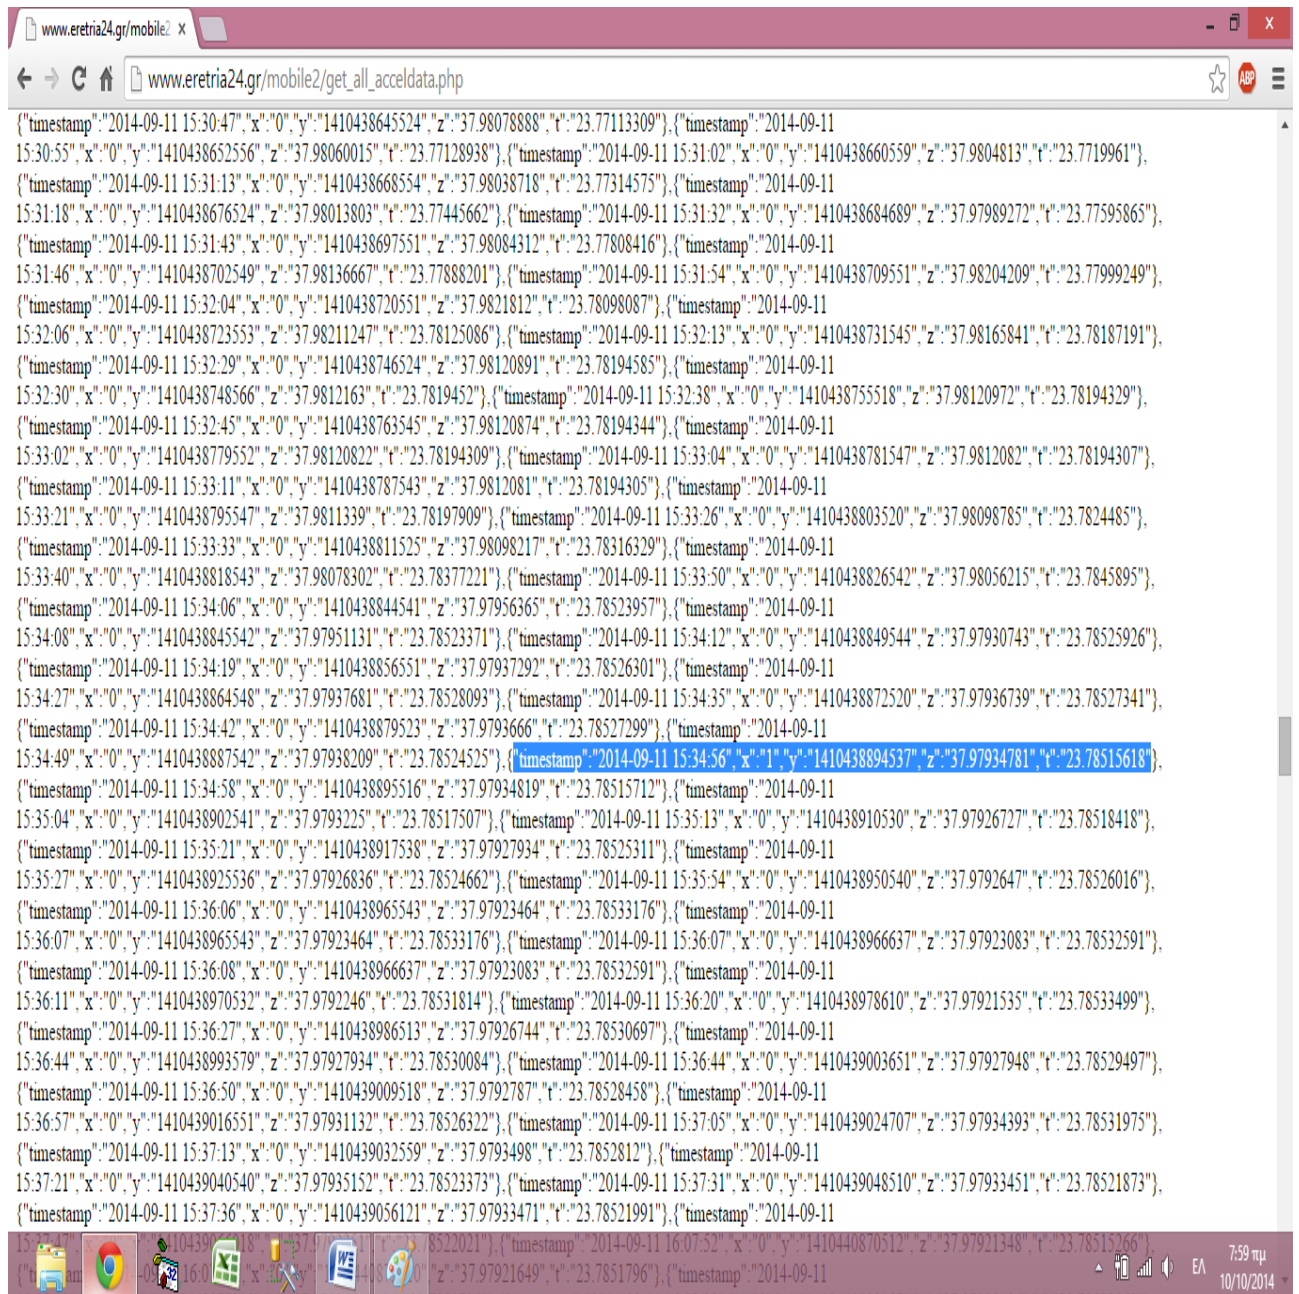 www.eretria24.gr/mobile2
www.eretria24.gr/mobile2/get_all_acceldata.php
ABP
{"timestamp":"2014-09-11 15:30:47","x":"0","y":"1410438645524","z":"37.98078888","t":"23.77113309"},{"timestamp":"2014-09-11
15:30:55","x":"0","y":"1410438652556","z":"37.98060015","t":"23.77128938"},{"timestamp":"2014-09-11 15:31:02","x":"0","y":"1410438660559","z":"37.9804813","t":"23.7719961"},
{"timestamp":"2014-09-11 15:31:13","x":"0","y":"1410438668554","z":"37.98038718","t":"23.77314575"},{"timestamp":"2014-09-11
15:31:18","x":"0","y":"1410438676524","z":"37.98013803","t":"23.77445662"},{"timestamp":"2014-09-11 15:31:32","x":"0","y":"1410438684689","z":"37.97989272","t":"23.77595865"},
{"timestamp":"2014-09-11 15:31:43","x":"0","y":"1410438697551","z":"37.98084312","t":"23.77808416"},{"timestamp":"2014-09-11
15:31:46","x":"0","y":"1410438702549","z":"37.98136667","t":"23.77888201"},{"timestamp":"2014-09-11 15:31:54","x":"0","y":"1410438709551","z":"37.98204209","t":"23.77999249"},
{"timestamp":"2014-09-11 15:32:04","x":"0","y":"1410438720551","z":"37.9821812","t":"23.78098087"},{"timestamp":"2014-09-11
15:32:06","x":"0","y":"1410438723553","z":"37.98211247","t":"23.78125086"},{"timestamp":"2014-09-11 15:32:13","x":"0","y":"1410438731545","z":"37.98165841","t":"23.78187191"},
{"timestamp":"2014-09-11 15:32:29","x":"0","y":"1410438746524","z":"37.98120891","t":"23.78194585"},{"timestamp":"2014-09-11
15:32:30","x":"0","y":"1410438748566","z":"37.9812163","t":"23.7819452"},{"timestamp":"2014-09-11 15:32:38","x":"0","y":"1410438755518","z":"37.98120972","t":"23.78194329"},
{"timestamp":"2014-09-11 15:32:45","x":"0","y":"1410438763545","z":"37.98120874","t":"23.78194344"},{"timestamp":"2014-09-11
15:33:02","x":"0","y":"1410438779552","z":"37.98120822","t":"23.78194309"},{"timestamp":"2014-09-11 15:33:04","x":"0","y":"1410438781547","z":"37.9812082","t":"23.78194307"},
{"timestamp":"2014-09-11 15:33:11","x":"0","y":"1410438787543","z":"37.9812081","t":"23.78194305"},{"timestamp":"2014-09-11
15:33:21","x":"0","y":"1410438795547","z":"37.9811339","t":"23.78197909"},{"timestamp":"2014-09-11 15:33:26","x":"0","y":"1410438803520","z":"37.98098785","t":"23.7824485"},
{"timestamp":"2014-09-11 15:33:33","x":"0","y":"1410438811525","z":"37.98098217","t":"23.78316329"},{"timestamp":"2014-09-11
15:33:40","x":"0","y":"1410438818543","z":"37.98078302","t":"23.78377221"},{"timestamp":"2014-09-11 15:33:50","x":"0","y":"1410438826542","z":"37.98056215","t":"23.7845895"},
{"timestamp":"2014-09-11 15:34:06","x":"0","y":"1410438844541","z":"37.97956365","t":"23.78523957"},{"timestamp":"2014-09-11
15:34:08","x":"0","y":"1410438845542","z":"37.97951131","t":"23.78523371"},{"timestamp":"2014-09-11 15:34:12","x":"0","y":"1410438849544","z":"37.97930743","t":"23.78525926"},
{"timestamp":"2014-09-11 15:34:19","x":"0","y":"1410438856551","z":"37.97937292","t":"23.78526301"},{"timestamp":"2014-09-11
15:34:27","x":"0","y":"1410438864548","z":"37.97937681","t":"23.78528093"},{"timestamp":"2014-09-11 15:34:35","x":"0","y":"1410438872520","z":"37.97936739","t":"23.78527341"},
{"timestamp":"2014-09-11 15:34:42","x":"0","y":"1410438879523","z":"37.9793666","t":"23.78527299"},{"timestamp":"2014-09-11
15:34:49","x":"0","y":"1410438887542","z":"37.97938209","t":"23.78524525"},{"timestamp":"2014-09-11 15:34:56","x":"1","y":"1410438894537","z":"37.97934781","t":"23.78515618"},
{"timestamp":"2014-09-11 15:34:58","x":"0","y":"1410438895516","z":"37.97934819","t":"23.78515712"},{"timestamp":"2014-09-11
15:35:04","x":"0","y":"1410438902541","z":"37.9793225","t":"23.78517507"},{"timestamp":"2014-09-11 15:35:13","x":"0","y":"1410438910530","z":"37.97926727","t":"23.78518418"},
{"timestamp":"2014-09-11 15:35:21","x":"0","y":"1410438917538","z":"37.97927934","t":"23.78525311"},{"timestamp":"2014-09-11
15:35:27","x":"0","y":"1410438925536","z":"37.97926836","t":"23.78524662"},{"timestamp":"2014-09-11 15:35:54","x":"0","y":"1410438950540","z":"37.9792647","t":"23.78526016"},
{"timestamp":"2014-09-11 15:36:06","x":"0","y":"1410438965543","z":"37.97923464","t":"23.78533176"},{"timestamp":"2014-09-11
15:36:07","x":"0","y":"1410438965543","z":"37.97923464","t":"23.78533176"},{"timestamp":"2014-09-11 15:36:07","x":"0","y":"1410438966637","z":"37.97923083","t":"23.78532591"},
{"timestamp":"2014-09-11 15:36:08","x":"0","y":"1410438966637","z":"37.97923083","t":"23.78532591"},{"timestamp":"2014-09-11
15:36:11","x":"0","y":"1410438970532","z":"37.9792246","t":"23.78531814"},{"timestamp":"2014-09-11 15:36:20","x":"0","y":"1410438978610","z":"37.97921535","t":"23.78533499"},
{"timestamp":"2014-09-11 15:36:27","x":"0","y":"1410438986513","z":"37.97926744","t":"23.78530697"},{"timestamp":"2014-09-11
15:36:44","x":"0","y":"1410438993579","z":"37.97927934","t":"23.78530084"},{"timestamp":"2014-09-11 15:36:44","x":"0","y":"1410439003651","z":"37.97927948","t":"23.78529497"},
{"timestamp":"2014-09-11 15:36:50","x":"0","y":"1410439009518","z":"37.9792787","t":"23.78528458"},{"timestamp":"2014-09-11
15:36:57","x":"0","y":"1410439016551","z":"37.97931132","t":"23.78526322"},{"timestamp":"2014-09-11 15:37:05","x":"0","y":"1410439024707","z":"37.97934393","t":"23.78531975"},
{"timestamp":"2014-09-11 15:37:13","x":"0","y":"1410439032559","z":"37.9793498","t":"23.7852812"},{"timestamp":"2014-09-11
15:37:21","x":"0","y":"1410439040540","z":"37.97935152","t":"23.78523373"},{"timestamp":"2014-09-11 15:37:31","x":"0","y":"1410439048510","z":"37.97933451","t":"23.78521873"},
{"timestamp":"2014-09-11 15:37:36","x":"0","y":"1410439056121","z":"37.97933471","t":"23.78521991"},{"timestamp":"2014-09-11
{"timestamp":"2014-09-11 16:07:52","x":"0","y":"1410440870512","z":"37.97921348","t":"23.78515266"},
"z":"37.97921649","t":"23.7851796"},{"timestamp":"2014-09-11
ΕΛ
7:59 πμ
10/10/2014